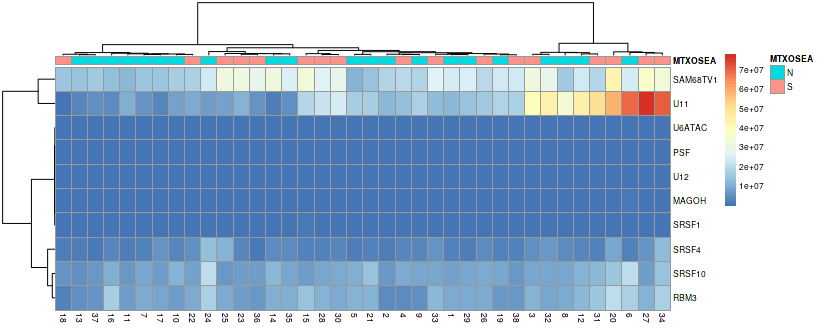 MTXOSEA
SAM68TV1
U11
U6ATAC
PSF
U12
MAGOH
SRSF1
SRSF4
SRSF10
RBM3
18 13 37 16 11 7 17 10 22 24 25 23 36 14 35 15 28 30 5 21 2 4 9 33 1 29 26 19 38 3 32 8 12 31 20 6 27 34
7e+07
6e+07
5e+07
4e+07
3e+07
2e+07
1e+07
MTXOSEA
N
S